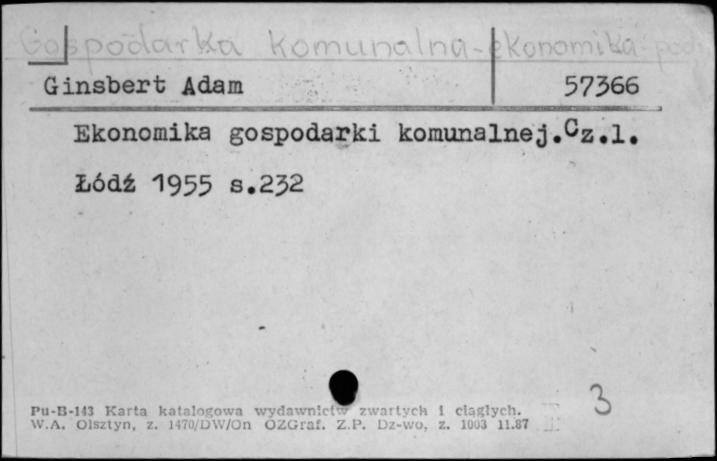 Gospodarka komunalna - ekonomika
Ginsbert Adam 57366
Ekonomika gospodarki komunalnej.Cz.1.
Łódź 1955 s.232
3
Pu-B-143 Karta katalogowa wydawnictw zwartych i ciągłych.
W.A. Olsztyn, z. 1470/DW/On OZGraf. Z.P. Dz-wo, z. 1003 11.87